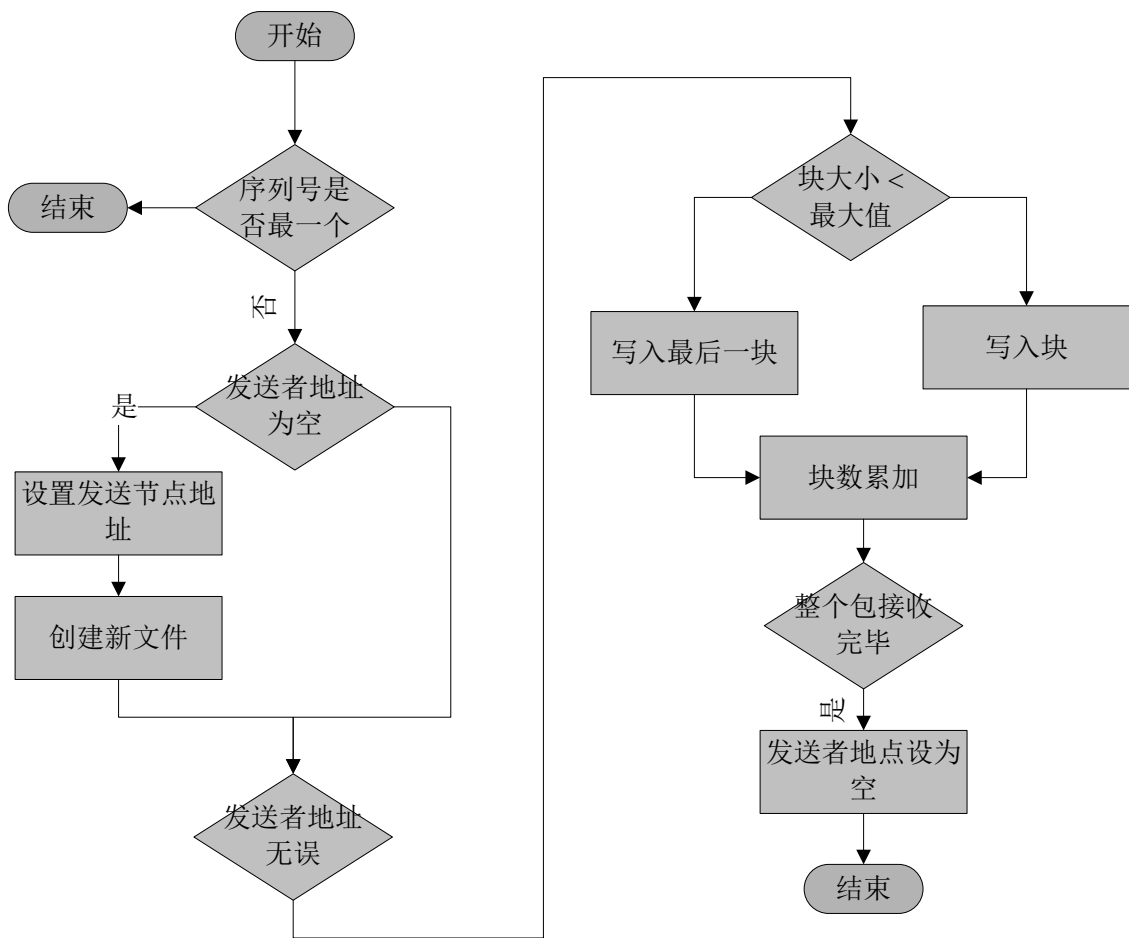 开始
序列号是
否最一个
结束
否
发送者地址
为空
是
设置发送节点地
址
创建新文件
发送者地址
无误
块大小 <
最大值
写入最后一块
写入块
块数累加
整个包接收
完毕
是
发送者地点设为
空
结束